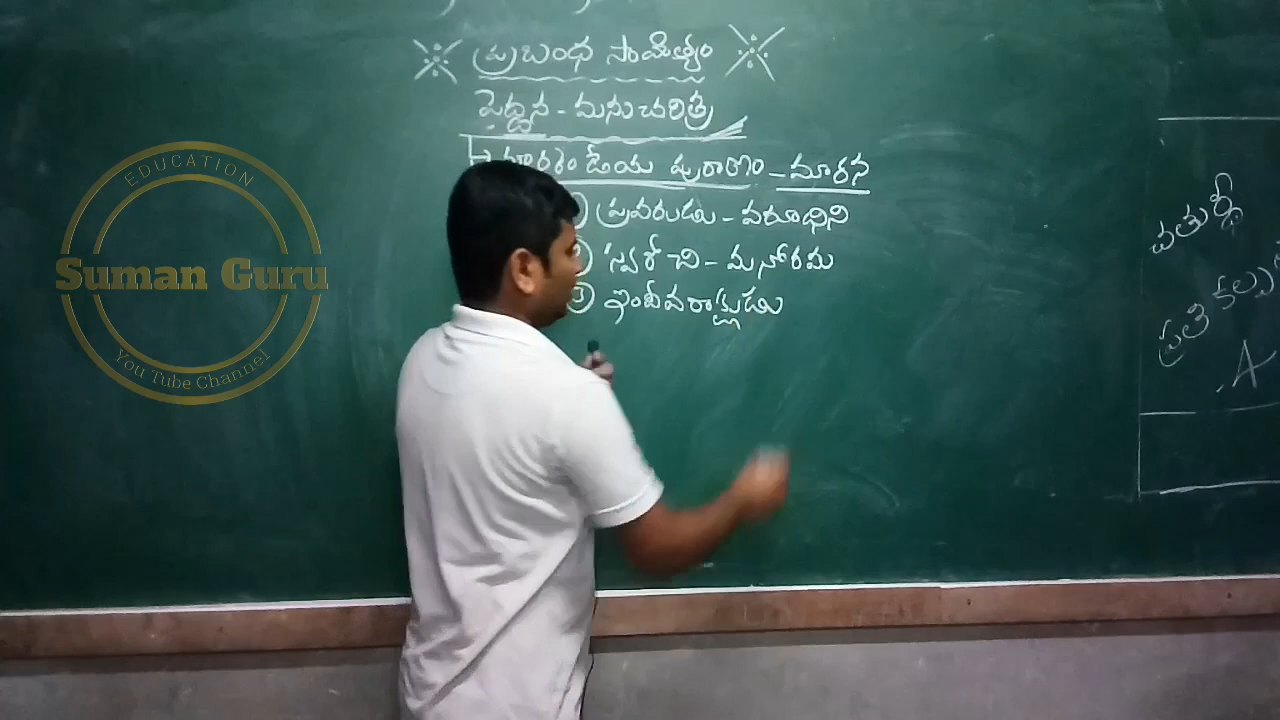 ప్రబంధ సాహిత్యం
పెద్దన - మనుచరిత్ర
పురాణం - మారన
ప్రవరుడు - వరూధిని
స్వరోచి - మనోరమ
③ ఇందీవరాక్షుడు
చతుర్థీ
ప్రతి
A
EDUCATION
Suman Guru
You Tube Channel